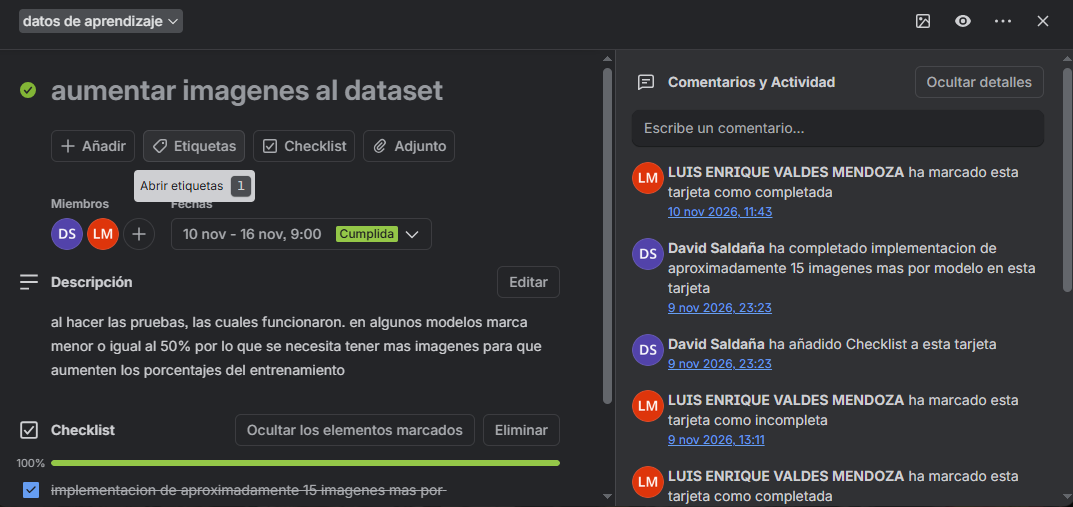 datos de aprendizaje
aumentar imagenes al dataset
Añadir
Etiquetas
Checklist
Adjunto
Abrir etiquetas 1
Miembros
Fechas
DS
LM
10 nov - 16 nov, 9:00 Cumplida
Descripción
Editar
al hacer las pruebas, las cuales funcionaron. en algunos modelos marca
menor o igual al 50% por lo que se necesita tener mas imagenes para que
aumenten los porcentajes del entrenamiento
Checklist
Ocultar los elementos marcados
Eliminar
100%
implementacion de aproximadamente 15 imagenes mas por
Comentarios y Actividad
Ocultar detalles
Escribe un comentario...
LM
LUIS ENRIQUE VALDES MENDOZA ha marcado esta
tarjeta como completada
10 nov 2026, 11:43
DS
David Saldaña ha completado implementacion de
aproximadamente 15 imagenes mas por modelo en esta
tarjeta
9 nov 2026, 23:23
DS
David Saldaña ha añadido Checklist a esta tarjeta
9 nov 2026, 23:23
LM
LUIS ENRIQUE VALDES MENDOZA ha marcado esta
tarjeta como incompleta
9 nov 2026, 13:11
LM
LUIS ENRIQUE VALDES MENDOZA ha marcado esta
tarjeta como completada